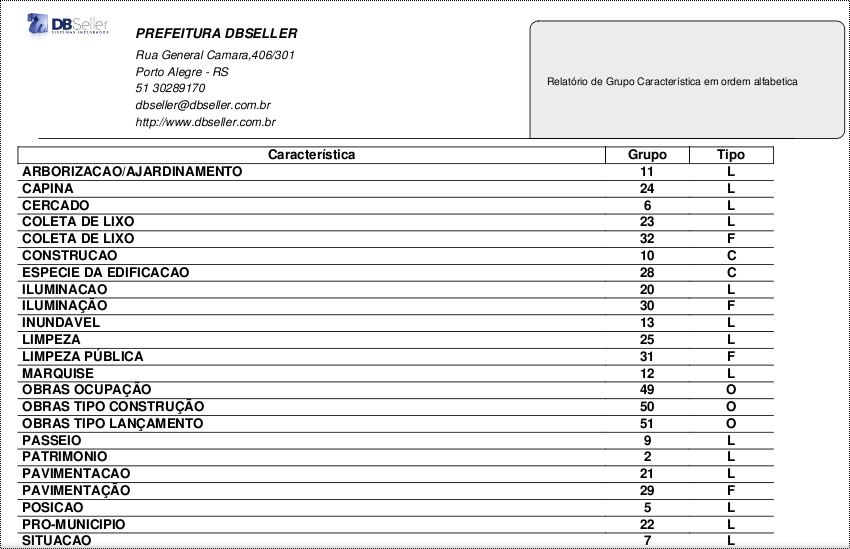 DBSeller
SISTEMAS INTEGRADOS
PREFEITURA DBSELLER
Rua General Camara,406/301
Porto Alegre - RS
51 30289170
dbseller@dbseller.com.br
http://www.dbseller.com.br
Relatório de Grupo Característica em ordem alfabetica
Característica Grupo Tipo
ARBORIZACAO/AJARDINAMENTO 11 L
CAPINA 24 L
CERCADO 6 L
COLETA DE LIXO 23 L
COLETA DE LIXO 32 F
CONSTRUCAO 10 C
ESPECIE DA EDIFICACAO 28 C
ILUMINACAO 20 L
ILUMINAÇÃO 30 F
INUNDAVEL 13 L
LIMPEZA 25 L
LIMPEZA PÚBLICA 31 F
MARQUISE 12 L
OBRAS OCUPAÇÃO 49 O
OBRAS TIPO CONSTRUÇÃO 50 O
OBRAS TIPO LANÇAMENTO 51 O
PASSEIO 9 L
PATRIMONIO 2 L
PAVIMENTACAO 21 L
PAVIMENTAÇÃO 29 F
POSICAO 5 L
PRO-MUNICIPIO 22 L
SITUACAO 7 L